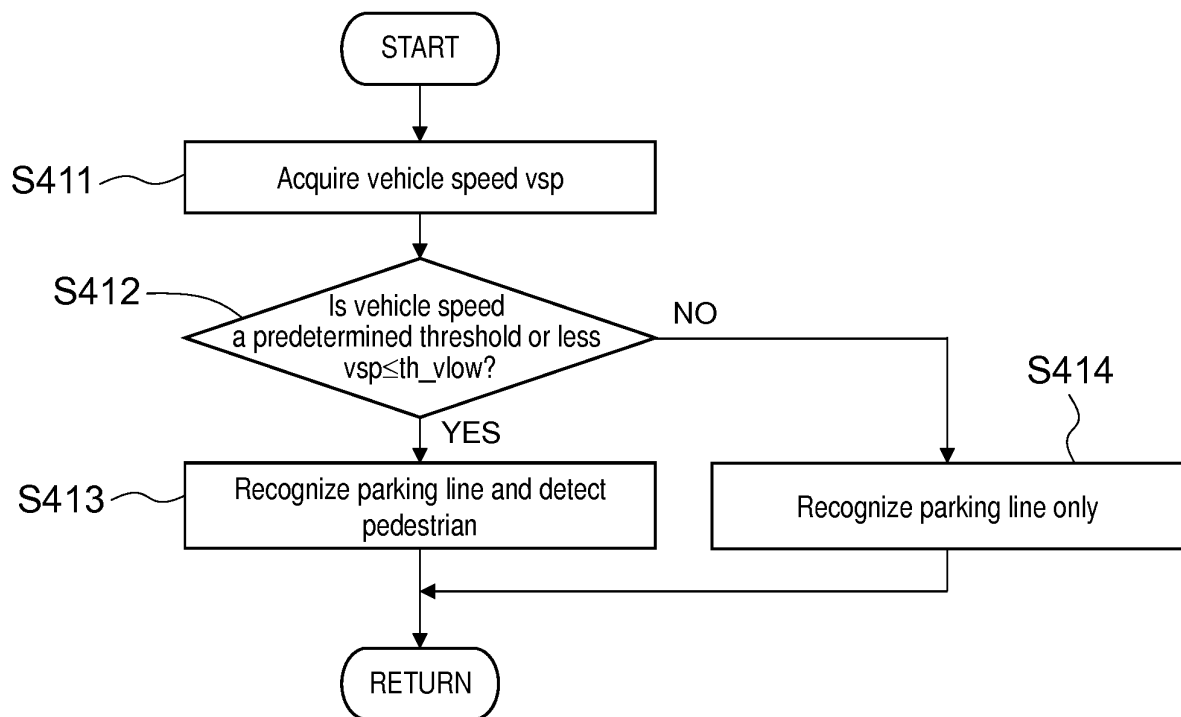 START
S411
Acquire vehicle speed vsp
S412
Is vehicle speed
a predetermined threshold or less
vsp≤th_vlow?
NO
YES
S414
S413
Recognize parking line and detect
pedestrian
Recognize parking line only
RETURN